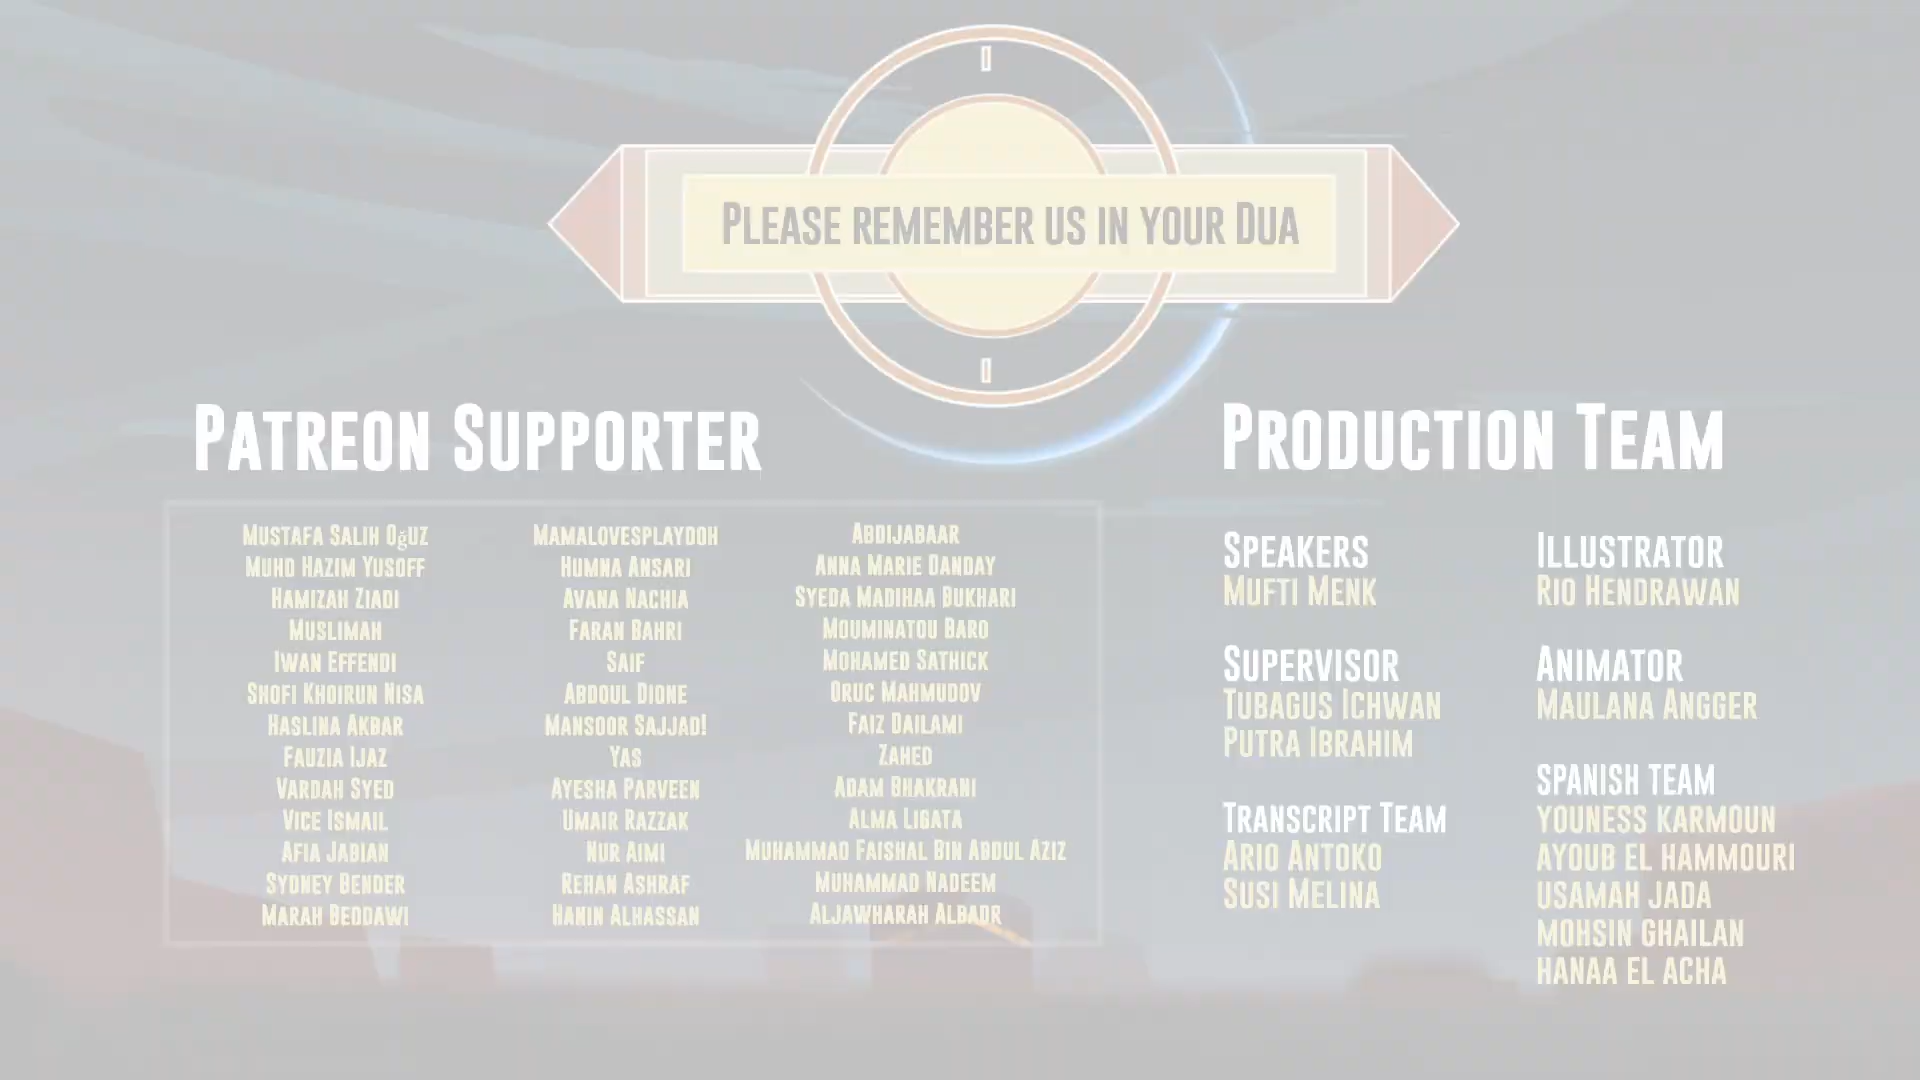 Please remember us in your Dua
Patreon Supporter
Mustafa Salih Oğuz
Muhd Hazim Yusoff
Hamizah Ziadi
Muslimah
Iwan Effendi
Shofi Khoirun Nisa
Haslina Akbar
Fauzia Ijaz
Vardah Syed
Vice Ismail
Afia Jabian
Sydney Bender
Marah Beddawi
Mamalovesplaydoh
Humna Ansari
Avana Nachia
Faran Bahri
Saif
Abdoul Dione
Mansoor Sajjad!
Yas
Ayesha Parveen
Umair Razzak
Nur Aimi
Rehan Ashraf
Hanin Alhassan
Abdijabaar
Anna Marie Danday
Syeda Madihaa Bukhari
Mouminatou Baro
Mohamed Sathick
Oruc Mahmudov
Faiz Dailami
Zahed
Adam Bhakrani
Alma Ligata
Muhammad Faishal Bin Abdul Aziz
Muhammad Nadeem
Aljawharah Albadr
Production Team
Speakers
Mufti Menk
Supervisor
Tubagus Ichwan
Putra Ibrahim
Transcript Team
Ario Antoko
Susi Melina
Illustrator
Rio Hendrawan
Animator
Maulana Angger
SPANISH TEAM
YOUNESS KARMOUN
AYOUB EL HAMMOURI
USAMAH JADA
MOHSIN GHAILAN
HANAA EL ACHA